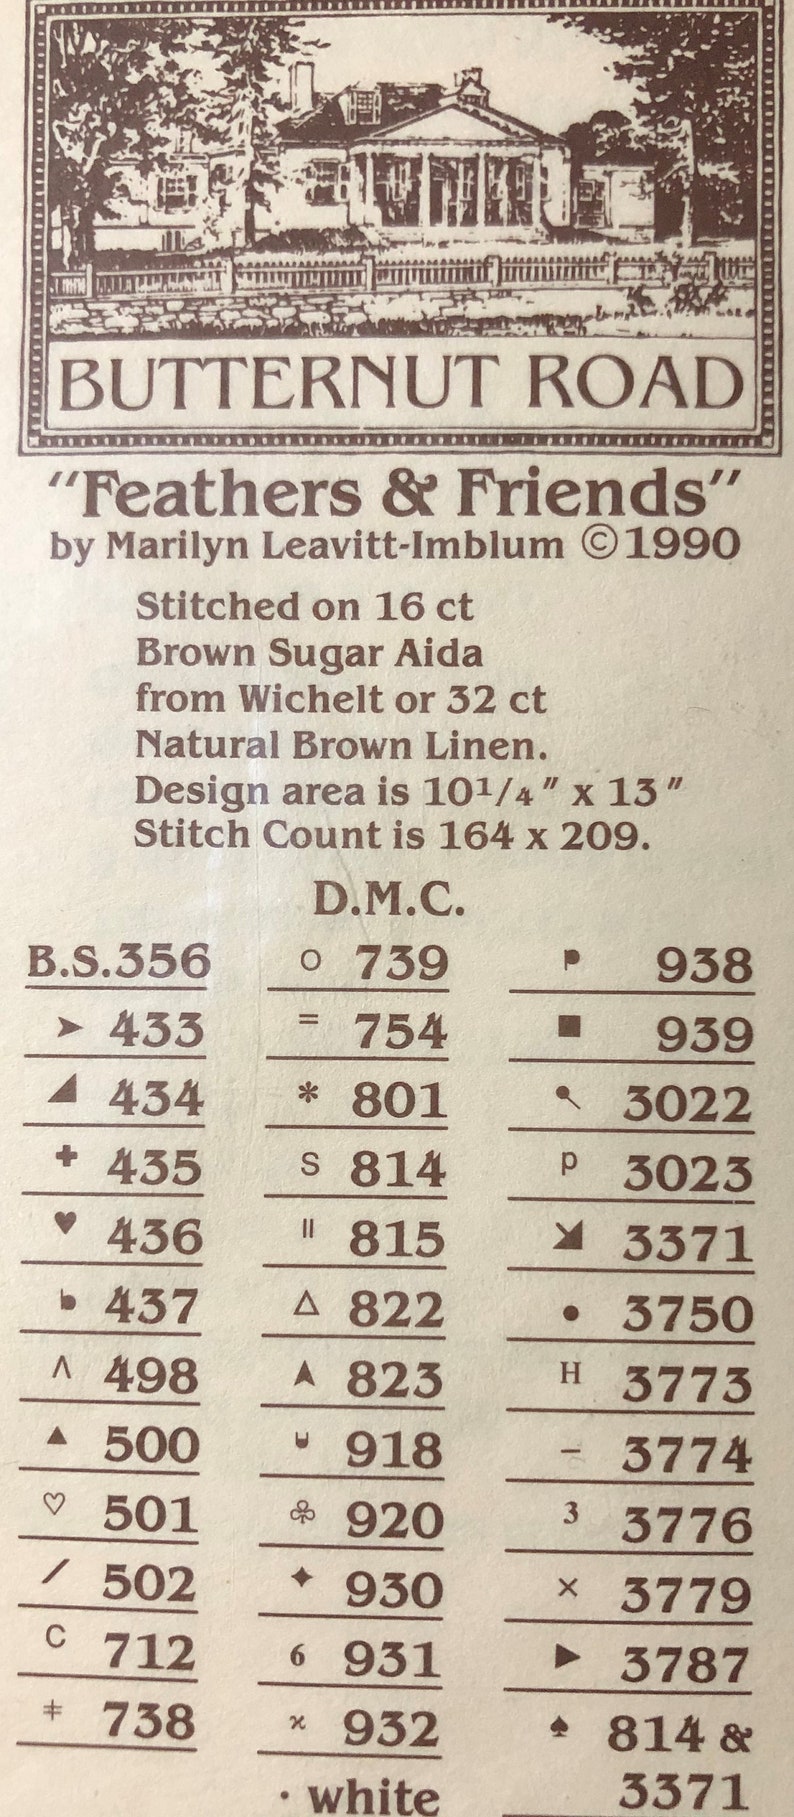 BUTTERNUT ROAD
"Feathers & Friends"
by Marilyn Leavitt-Imblum ©1990
Stitched on 16 ct
Brown Sugar Aida
from Wichelt or 32 ct
Natural Brown Linen.
Design area is 10¹/₄" x 13"
Stitch Count is 164 x 209.
D.M.C.
B.S.356
➤ 433
◢ 434
✚ 435
♥ 436
437
Λ 498
▲ 500
♡ 501
/ 502
C 712
ǂ 738
○ 739
= 754
* 801
S 814
|| 815
△ 822
823
918
♧ 920
✦ 930
6 931
ϰ 932
· white
938
■ 939
3022
p 3023
3371
● 3750
H 3773
– 3774
3 3776
× 3779
▶ 3787
♠ 814 &
3371